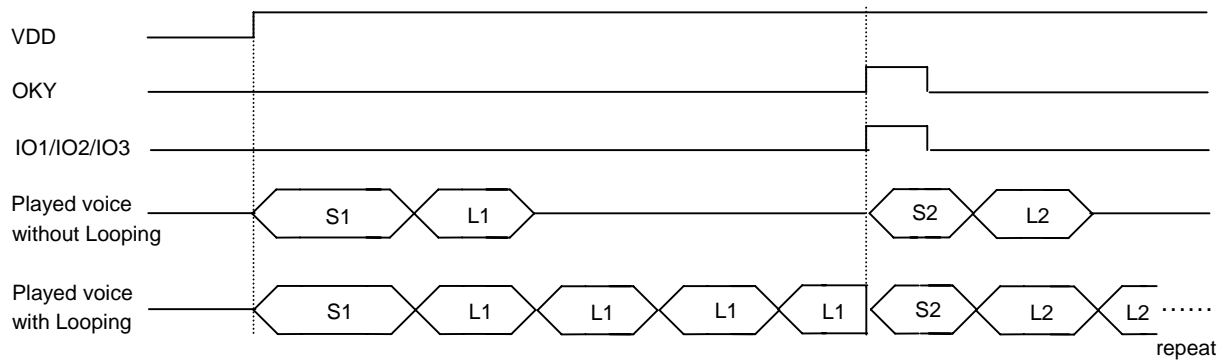 VDD
OKY
IO1/IO2/IO3
Played voice
without Looping
S1 L1 S2 L2
Played voice
with Looping
S1 L1 L1 L1 L1 S2 L2 L2 ······
repeat